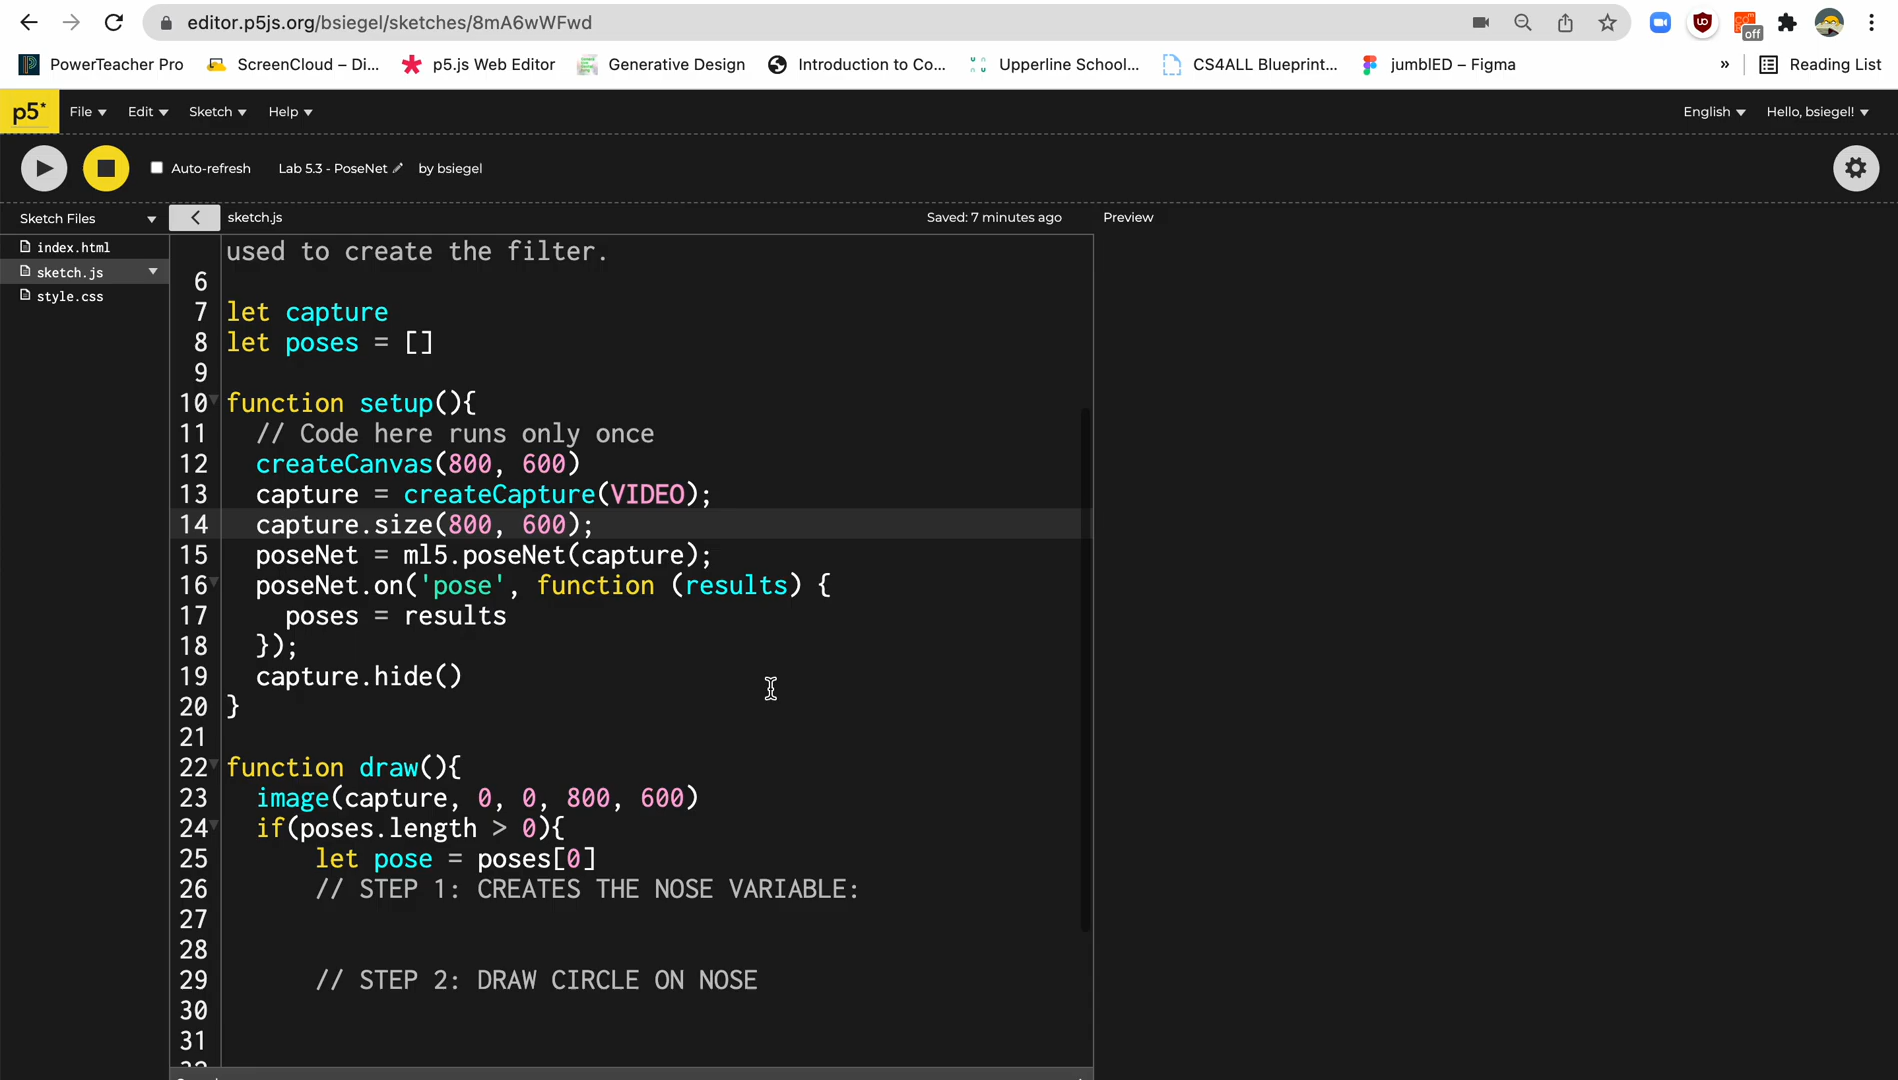 editor.p5js.org/bsiegel/sketches/8mA6wWFwd
off
PowerTeacher Pro ScreenCloud – Di... p5.js Web Editor Generative Design Introduction to Co... Upperline School... CS4ALL Blueprint... jumblED – Figma » Reading List
p5* File Edit Sketch Help English Hello, bsiegel!
Auto-refresh Lab 5.3 - PoseNet by bsiegel
Sketch Files sketch.js Saved: 7 minutes ago Preview
index.html
sketch.js
style.css
used to create the filter.
6
7 let capture
8 let poses = []
9
10 function setup(){
11 // Code here runs only once
12 createCanvas(800, 600)
13 capture = createCapture(VIDEO);
14 capture.size(800, 600);
15 poseNet = ml5.poseNet(capture);
16 poseNet.on('pose', function (results) {
17 poses = results
18 });
19 capture.hide()
20 }
21
22 function draw(){
23 image(capture, 0, 0, 800, 600)
24 if(poses.length > 0){
25 let pose = poses[0]
26 // STEP 1: CREATES THE NOSE VARIABLE:
27
28
29 // STEP 2: DRAW CIRCLE ON NOSE
30
31